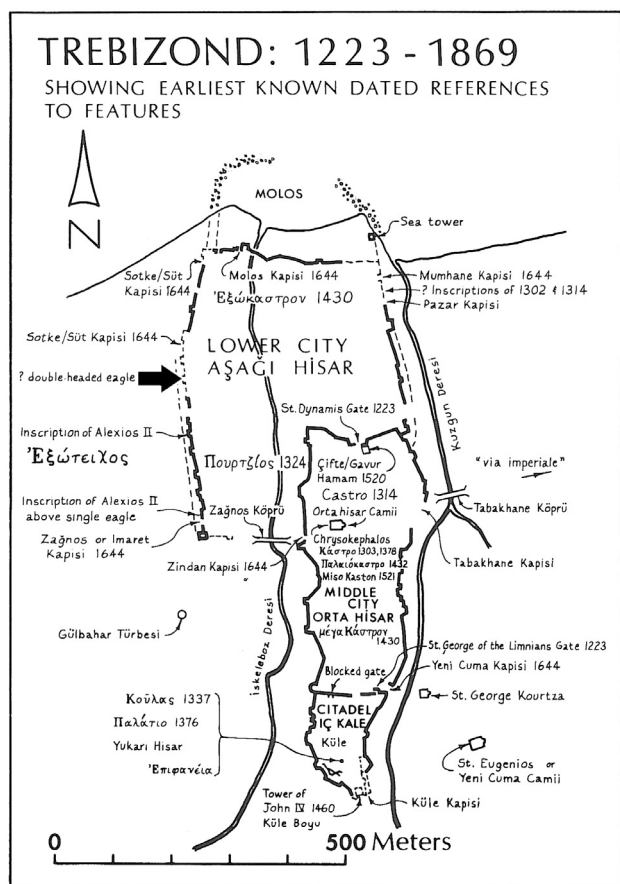 TREBIZOND: 1223 - 1869
SHOWING EARLIEST KNOWN DATED REFERENCES
TO FEATURES
N
MOLOS
Sea tower
Sotke/Süt
Kapisi 1644
Molos Kapisi 1644
Ἐξώκαστρον 1430
Mumhane Kapisi 1644
? Inscriptions of 1302 & 1314
Pazar Kapisi
Sotke/Süt Kapisi 1644
LOWER CITY
AŞAĞI HİSAR
? double-headed eagle
Kuzgun Deresi
St. Dynamis Gate 1223
Inscription of Alexios II
Ἐξώτειχος
Πουρτζίος 1324
Çifte/Gavur
Hamam 1520
"via imperiale"
Castro 1314
Inscription of Alexios II
above single eagle
Zağnos Köprü
Ortahisar Camii
Tabakhane Köprü
Zağnos or Imaret
Kapisi 1644
Chrysokephalos
Κάστρο 1303, 1378
Παλαιόκαστρο 1432
Miso Kaston 1521
Zindan Kapisi 1644
Tabakhane Kapisi
MIDDLE
CITY
ORTA HİSAR
μέγα Κάστρον
1430
Gülbahar Türbesi
İskeleboz Deresi
St. George of the Limnians Gate 1223
Yeni Cuma Kapisi 1644
Blocked gate
St. George Kourtza
CITADEL
IÇ KALE
Κοῦλας 1337
Παλάτιο 1376
Yukarı Hisar
Ἐπιφανεία
Küle
St. Eugenios or
Yeni Cuma Camii
Tower of
John IV 1460
Küle Boyu
Küle Kapisi
0
500 Meters